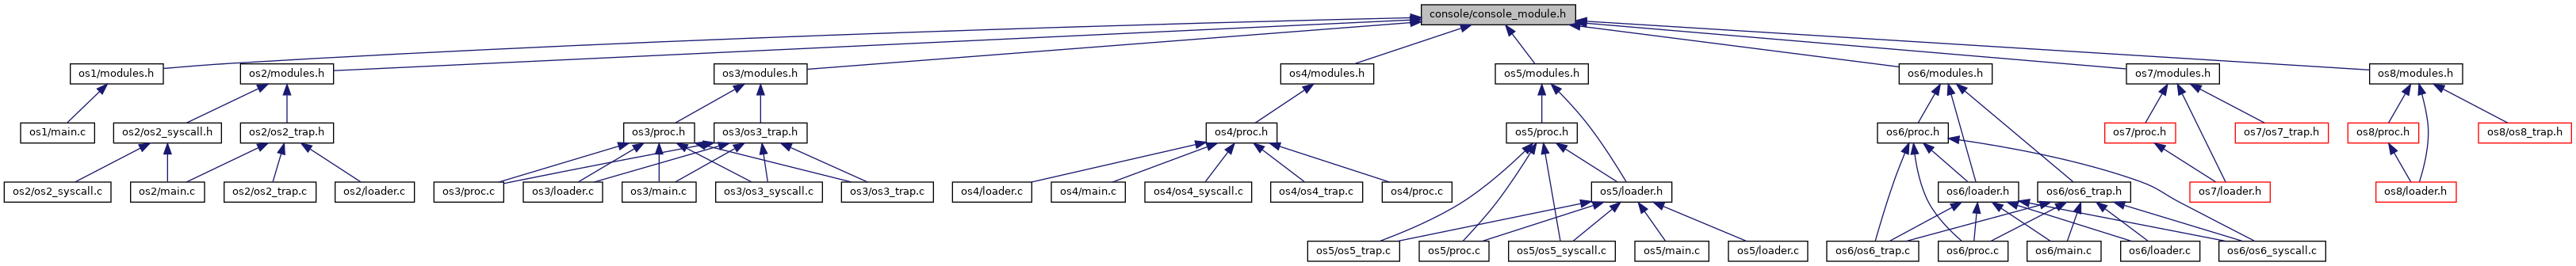 console/console_module.h
os1/modules.h
os2/modules.h
os3/modules.h
os4/modules.h
os5/modules.h
os6/modules.h
os7/modules.h
os8/modules.h
os1/main.c
os2/os2_syscall.h
os2/os2_trap.h
os3/proc.h
os3/os3_trap.h
os4/proc.h
os5/proc.h
os6/proc.h
os7/proc.h
os7/os7_trap.h
os8/proc.h
os8/os8_trap.h
os2/os2_syscall.c
os2/main.c
os2/os2_trap.c
os2/loader.c
os3/proc.c
os3/loader.c
os3/main.c
os3/os3_syscall.c
os3/os3_trap.c
os4/loader.c
os4/main.c
os4/os4_syscall.c
os4/os4_trap.c
os4/proc.c
os5/loader.h
os6/loader.h
os6/os6_trap.h
os7/loader.h
os8/loader.h
os5/os5_trap.c
os5/proc.c
os5/os5_syscall.c
os5/main.c
os5/loader.c
os6/os6_trap.c
os6/proc.c
os6/main.c
os6/loader.c
os6/os6_syscall.c